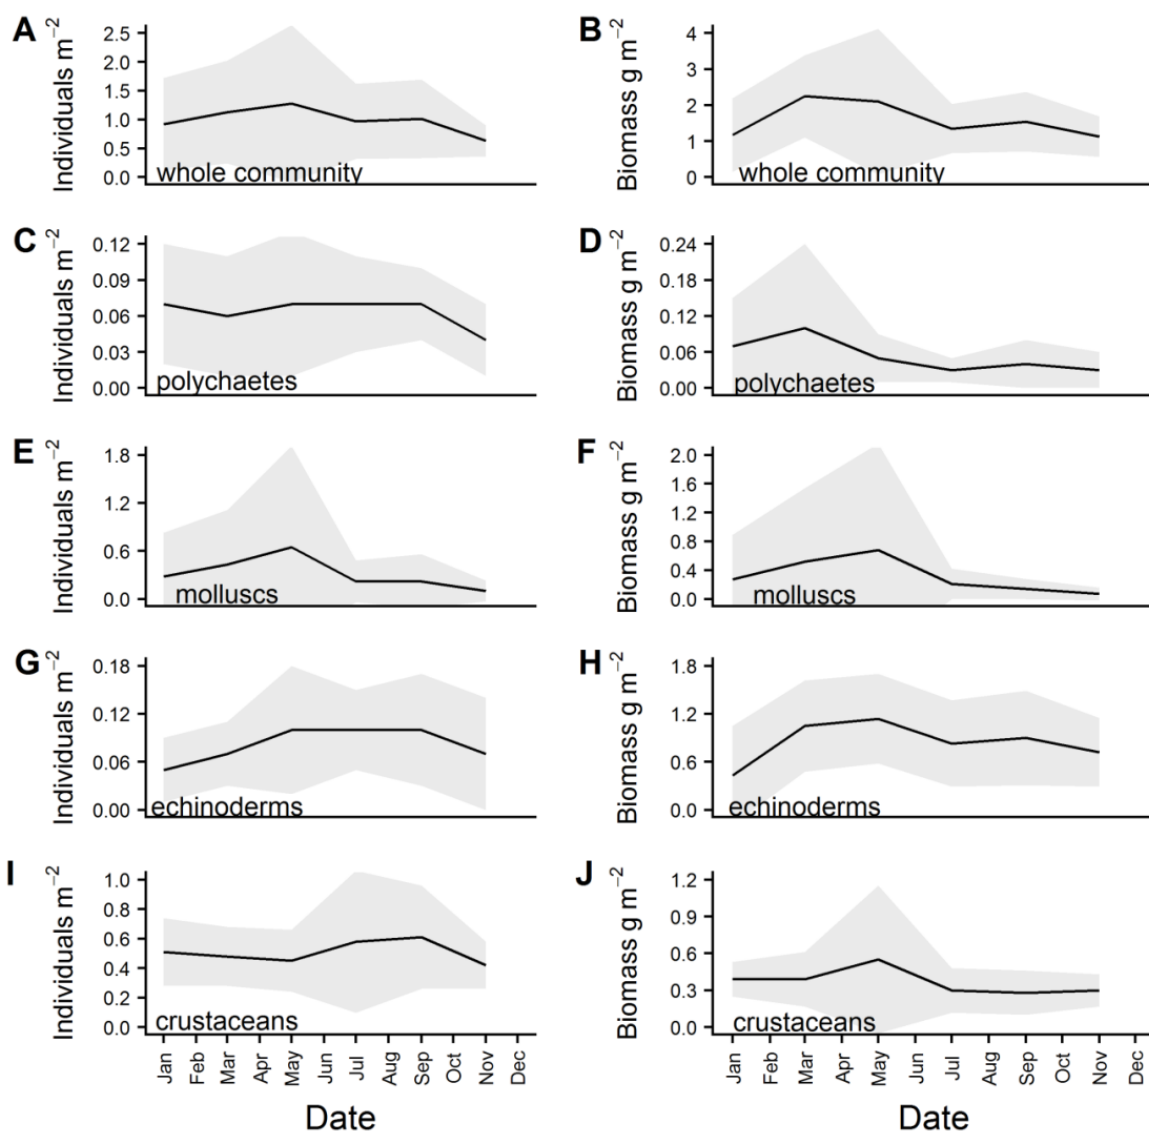 A
Individuals m−2
2.5
2.0
1.5
1.0
0.5
0.0
whole community
B
Biomass g m−2
4
3
2
1
0
whole community
C
Individuals m−2
0.12
0.09
0.06
0.03
0.00
polychaetes
D
Biomass g m−2
0.24
0.18
0.12
0.06
0.00
polychaetes
E
Individuals m−2
1.8
1.2
0.6
0.0
molluscs
F
Biomass g m−2
2.0
1.6
1.2
0.8
0.4
0.0
molluscs
G
Individuals m−2
0.18
0.12
0.06
0.00
echinoderms
H
Biomass g m−2
1.8
1.2
0.6
0.0
echinoderms
I
Individuals m−2
1.0
0.8
0.6
0.4
0.2
0.0
crustaceans
Jan
Feb
Mar
Apr
May
Jun
Jul
Aug
Sep
Oct
Nov
Dec
Date
J
Biomass g m−2
1.2
0.9
0.6
0.3
0.0
crustaceans
Jan
Feb
Mar
Apr
May
Jun
Jul
Aug
Sep
Oct
Nov
Dec
Date